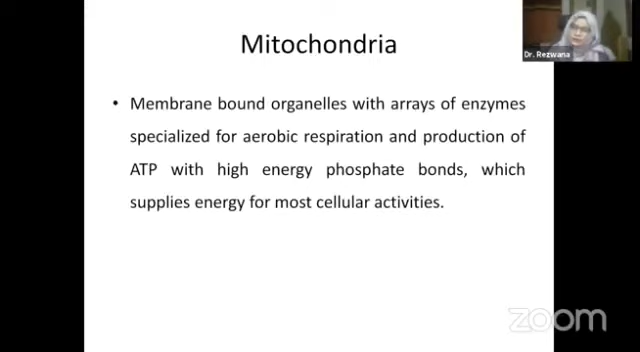 Mitochondria
Dr. Rezwana
• Membrane bound organelles with arrays of enzymes
specialized for aerobic respiration and production of
ATP with high energy phosphate bonds, which
supplies energy for most cellular activities.
zoom